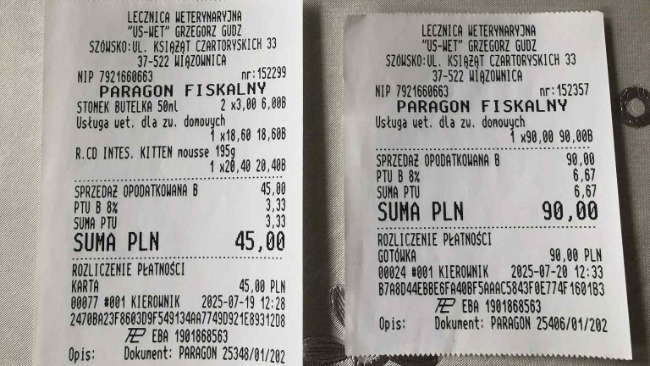 LECZNICA WETERYNARYJNA
"US-WET" GRZEGORZ GUDZ
SZÓWSKO:UL. KSIĄŻĄT CZARTORYSKICH 33
37-522 WIĄZOWNICA
NIP 7921660663 nr:152299
PARAGON FISKALNY
STOMEK BUTELKA 50ml 2 x3,00 6,00B
Usługa wet. dla zw. domowych
1 x18,60 18,60B
R.CD INTES. KITTEN mousse 195g
1 x20,40 20,40B
SPRZEDAŻ OPODATKOWANA B 45,00
PTU B 8% 3,33
SUMA PTU 3,33
SUMA PLN 45,00
ROZLICZENIE PŁATNOŚCI
KARTA 45,00 PLN
00077 #001 KIEROWNIK 2025-07-19 12:28
2470BA23F8603D9F549134AA7749D921E89312D8
EBA 1901868563
Opis: Dokument: PARAGON 25348/01/202
LECZNICA WETERYNARYJNA
"US-WET" GRZEGORZ GUDZ
SZÓWSKO:UL. KSIĄŻĄT CZARTORYSKICH 33
37-522 WIĄZOWNICA
NIP 7921660663 nr:152357
PARAGON FISKALNY
Usługa wet. dla zw. domowych
1 x90,00 90,00B
SPRZEDAŻ OPODATKOWANA B 90,00
PTU B 8% 6,67
SUMA PTU 6,67
SUMA PLN 90,00
ROZLICZENIE PŁATNOŚCI
GOTÓWKA 90,00 PLN
00024 #001 KIEROWNIK 2025-07-20 12:33
B7A8D44EBBE6FA40BF5AAAC5843F0E774F1601B3
EBA 1901868563
Opis: Dokument: PARAGON 25406/01/202